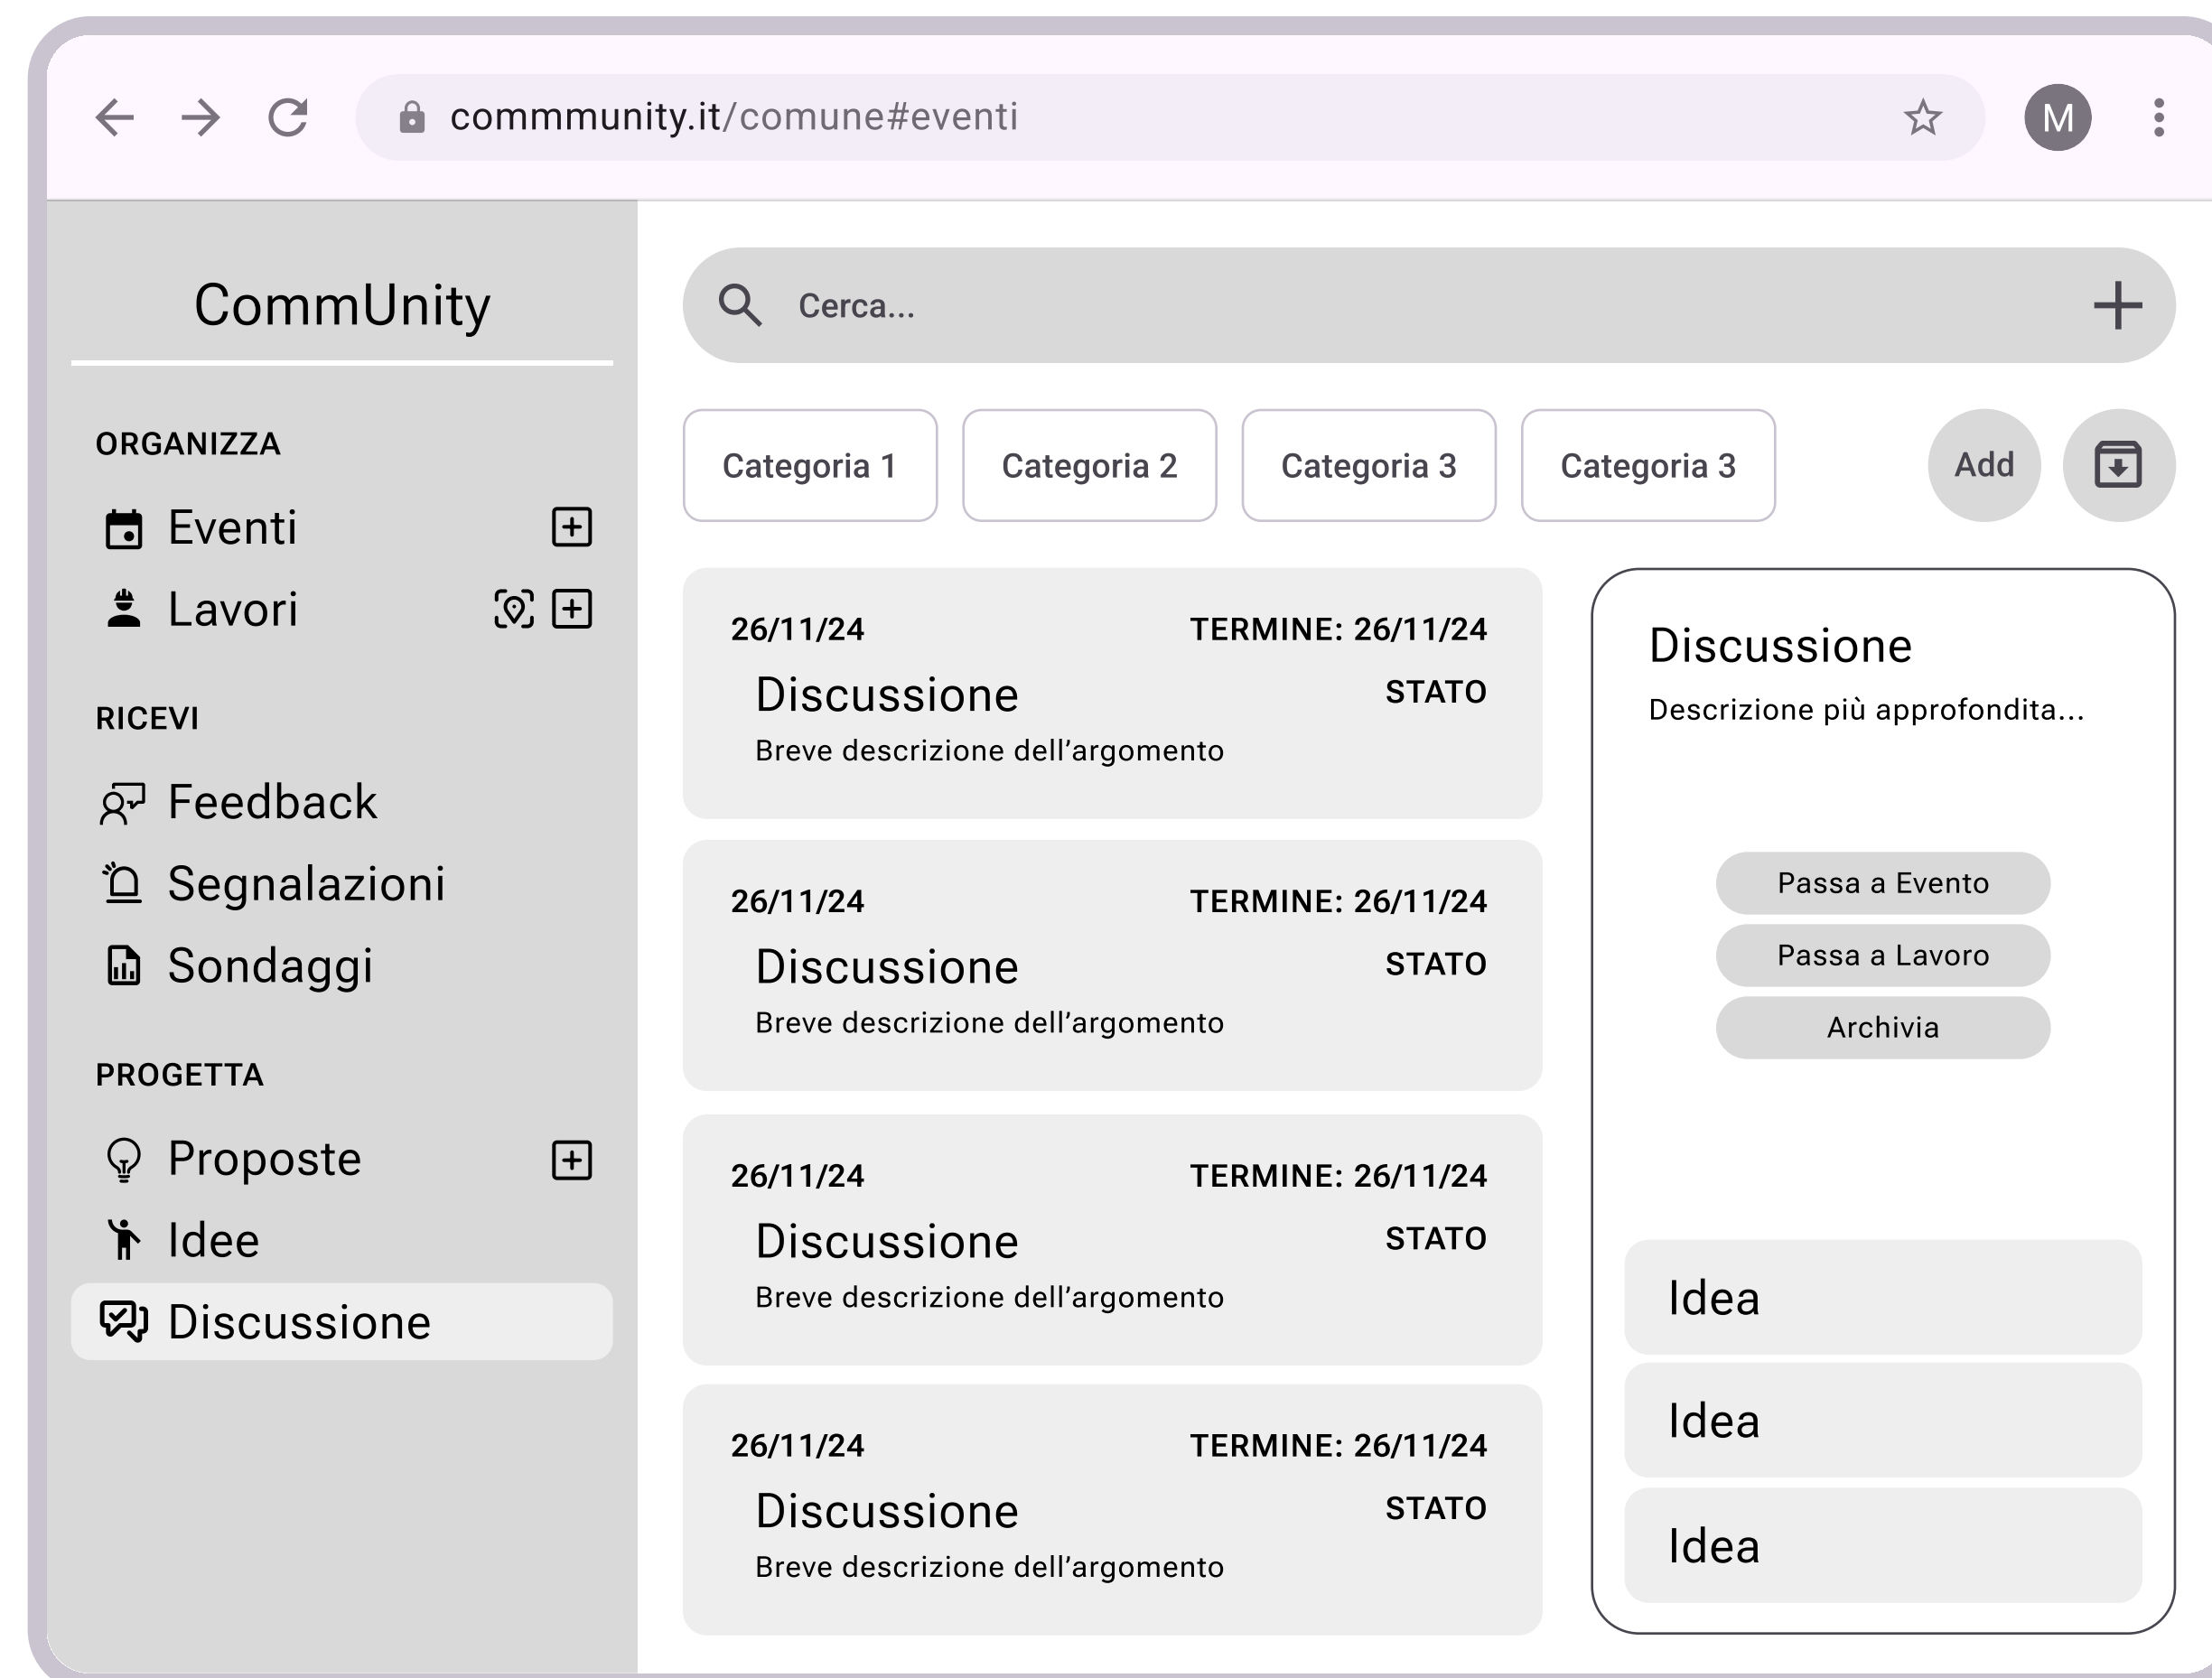 commmunity.it/comune#eventi
M
CommUnity
ORGANIZZA
Eventi
Lavori
RICEVI
Feedback
Segnalazioni
Sondaggi
PROGETTA
Proposte
Idee
Discussione
Cerca...
Categoria 1
Categoria 2
Categoria 3
Categoria 3
Add
26/11/24
TERMINE: 26/11/24
Discussione
STATO
Breve descrizione dell’argomento
26/11/24
TERMINE: 26/11/24
Discussione
STATO
Breve descrizione dell’argomento
26/11/24
TERMINE: 26/11/24
Discussione
STATO
Breve descrizione dell’argomento
26/11/24
TERMINE: 26/11/24
Discussione
STATO
Breve descrizione dell’argomento
Discussione
Descrizione più approfondita...
Passa a Evento
Passa a Lavoro
Archivia
Idea
Idea
Idea